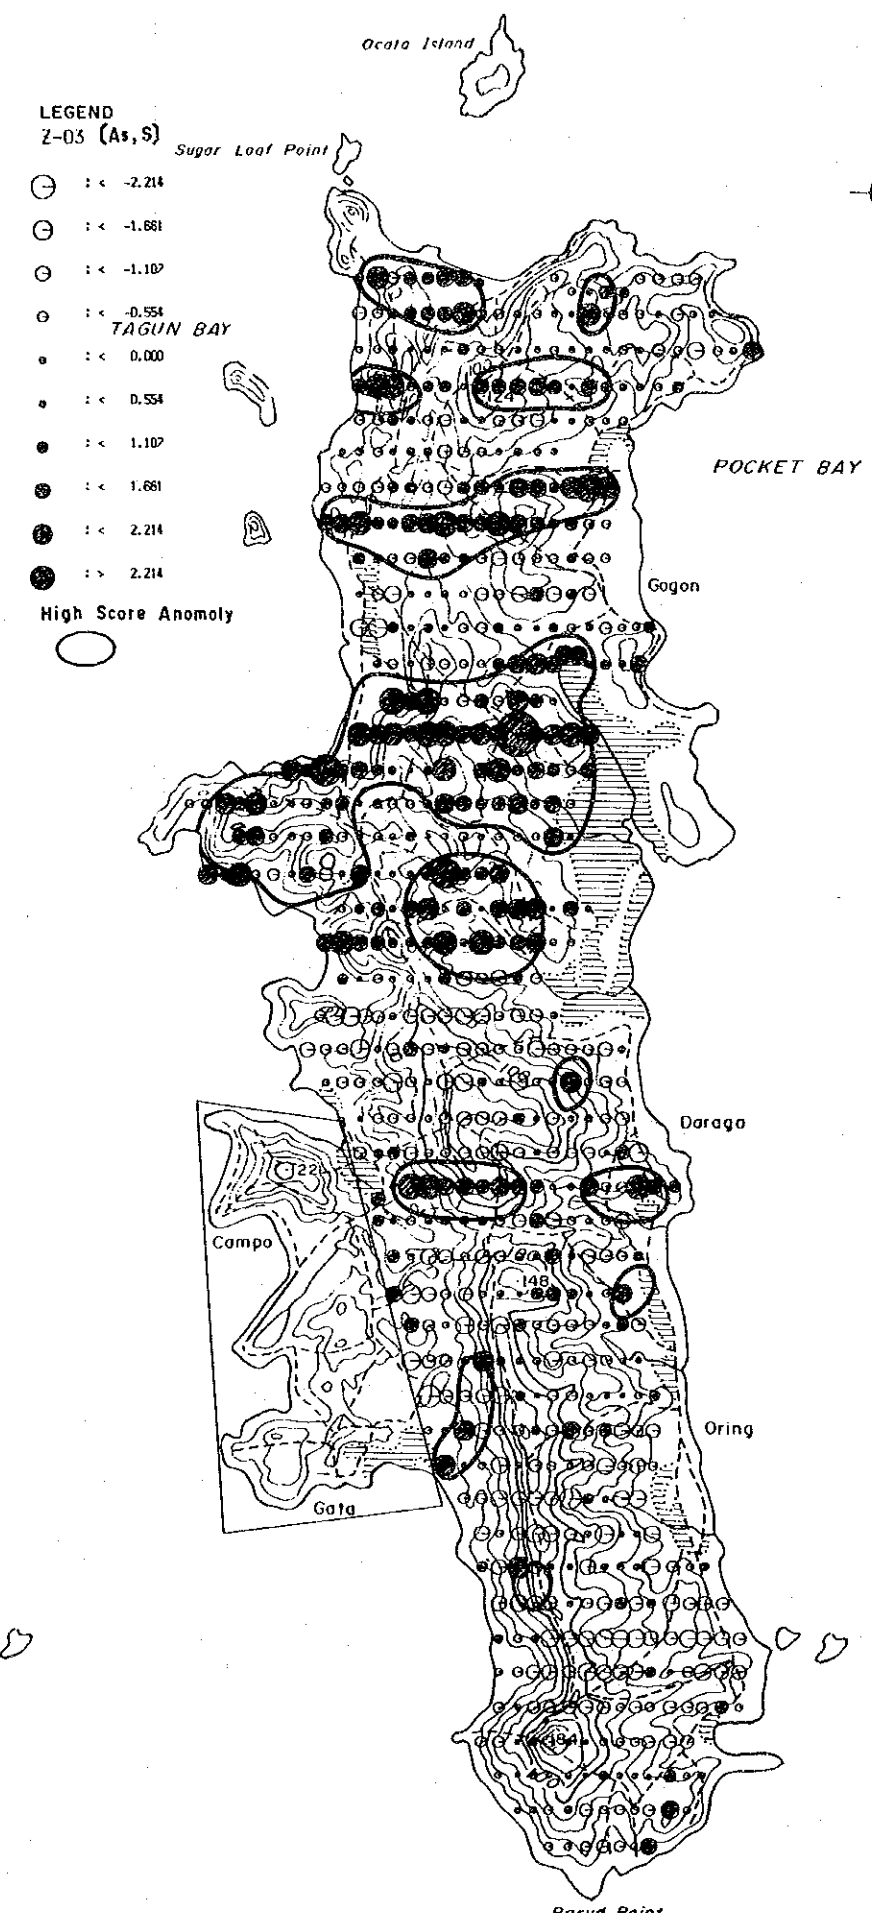 Ocata Island
LEGEND
Z-03 (As,S)
Sugar Loaf Point
: < -2.214
: < -1.661
: < -1.107
: < -0.554
TAGUN BAY
: < 0.000
: < 0.554
: < 1.107
: < 1.661
: < 2.214
: > 2.214
High Score Anomoly
POCKET BAY
124
Gogon
Daraga
122
Campo
148
Oring
Gata
184
Point